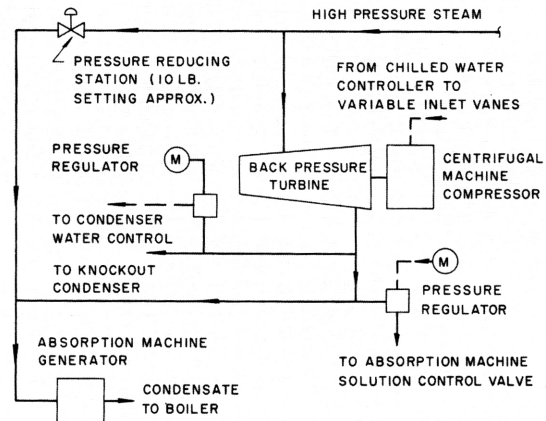 HIGH PRESSURE STEAM
PRESSURE REDUCING
STATION (10 LB.
SETTING APPROX.)
FROM CHILLED WATER
CONTROLLER TO
VARIABLE INLET VANES
PRESSURE
REGULATOR
M
BACK PRESSURE
TURBINE
CENTRIFUGAL
MACHINE
COMPRESSOR
TO CONDENSER
WATER CONTROL
TO KNOCKOUT
CONDENSER
M
PRESSURE
REGULATOR
ABSORPTION MACHINE
GENERATOR
TO ABSORPTION MACHINE
SOLUTION CONTROL VALVE
CONDENSATE
TO BOILER